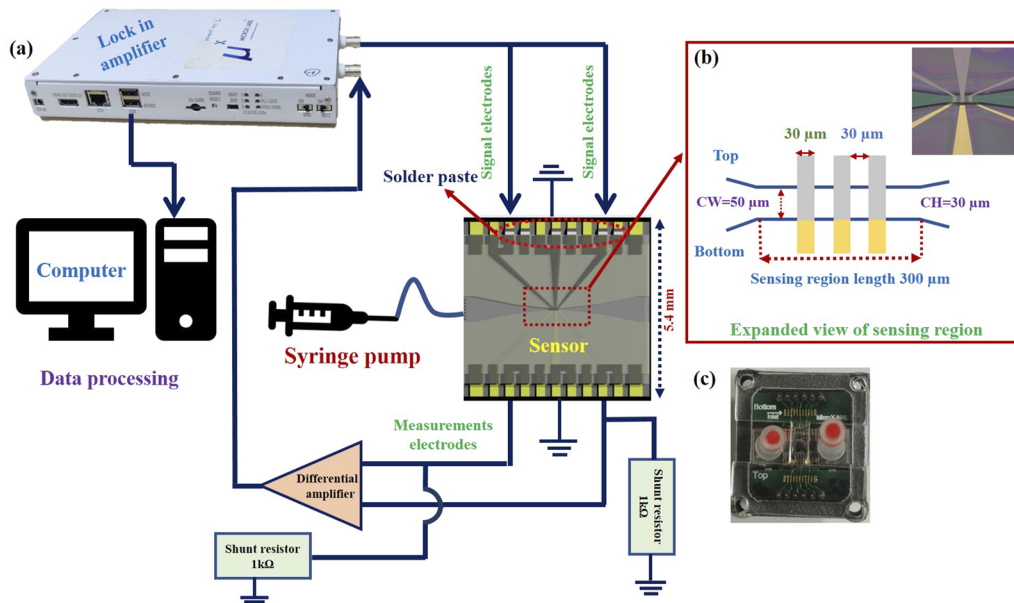 (a)
Lock in
amplifier
Signal electrodes
Signal electrodes
Solder paste
Computer
Data processing
Syringe pump
Sensor
5.4 mm
Measurements
electrodes
Differential
amplifier
Shunt resistor
1kΩ
Shunt resistor
1kΩ
(b)
30 µm
30 µm
Top
CW=50 µm
CH=30 µm
Bottom
Sensing region length 300 µm
Expanded view of sensing region
(c)
Bottom
Inlet
Top